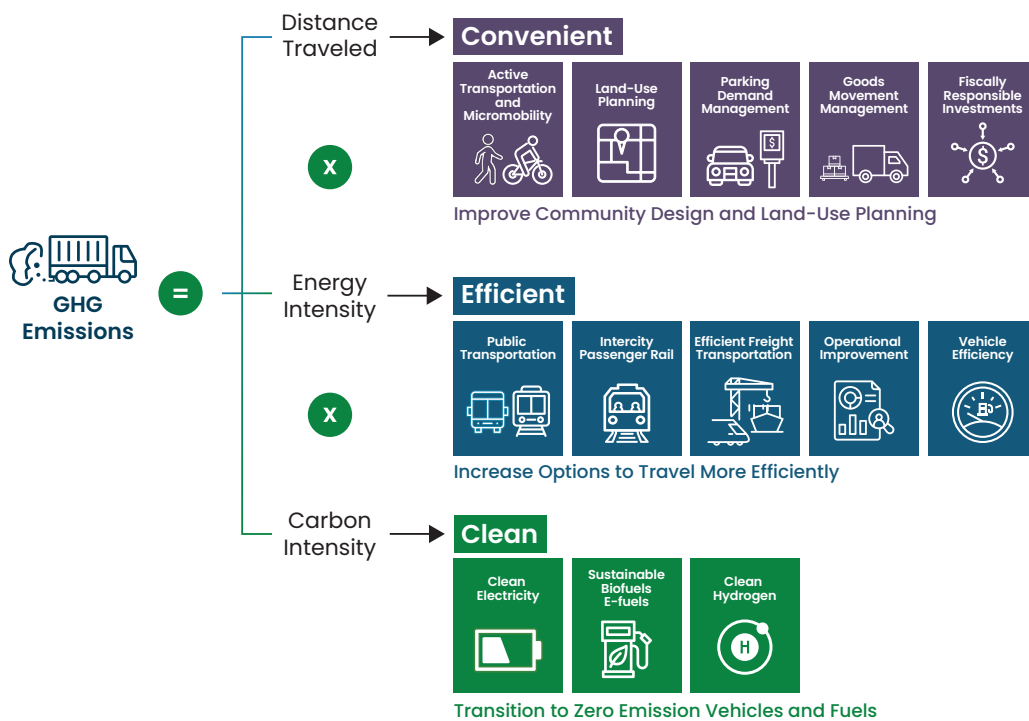 Distance
Traveled
Convenient
Active
Transportation
and
Micromobility
Land-Use
Planning
Parking
Demand
Management
$
Goods
Movement
Management
Fiscally
Responsible
Investments
$
Improve Community Design and Land-Use Planning
X
GHG
Emissions
=
Energy
Intensity
Efficient
Public
Transportation
Intercity
Passenger Rail
Efficient Freight
Transportation
Operational
Improvement
Vehicle
Efficiency
Increase Options to Travel More Efficiently
X
Carbon
Intensity
Clean
Clean
Electricity
Sustainable
Biofuels
E-fuels
Clean
Hydrogen
H
Transition to Zero Emission Vehicles and Fuels